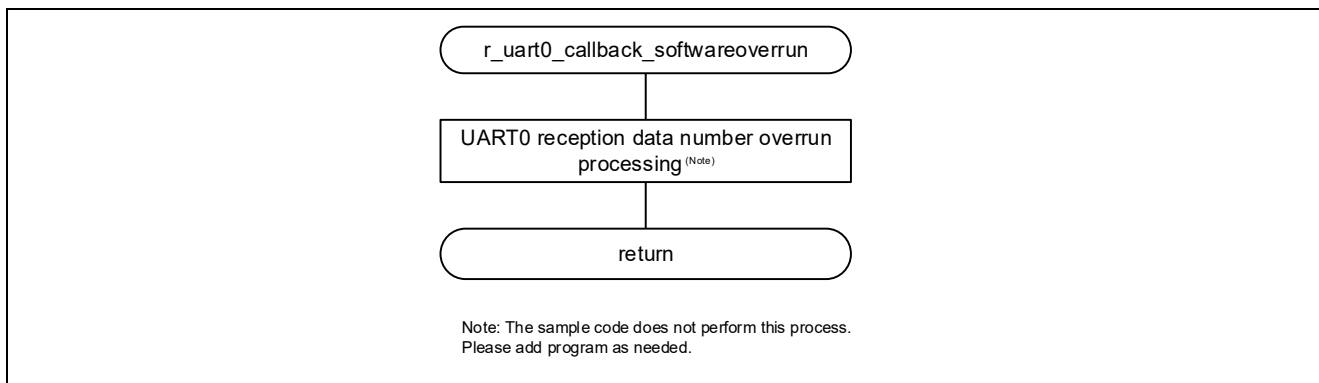 r_uart0_callback_softwareoverrun
UART0 reception data number overrun
processing (Note)
return
Note: The sample code does not perform this process.
Please add program as needed.